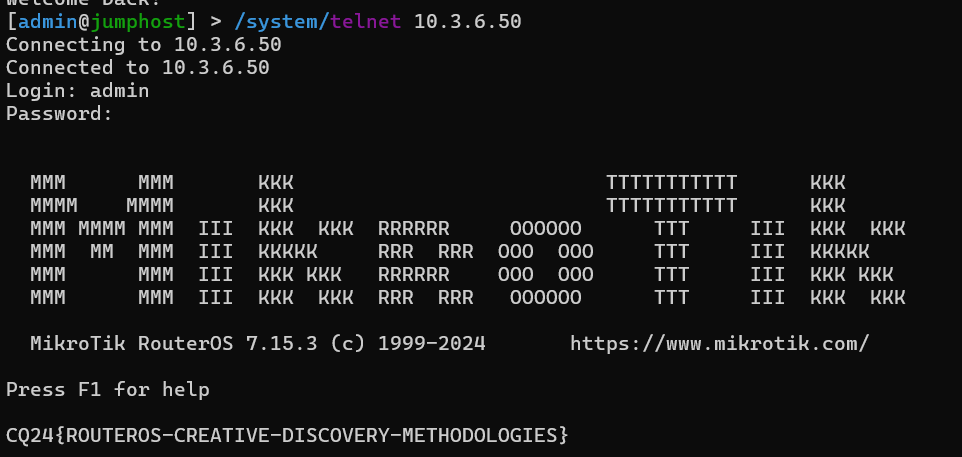 [admin@jumphost] > /system/telnet 10.3.6.50
Connecting to 10.3.6.50
Connected to 10.3.6.50
Login: admin
Password:
  MMM      MMM       KKK                          TTTTTTTTTTT      KKK
  MMMM    MMMM       KKK                          TTTTTTTTTTT      KKK
  MMM MMMM MMM  III  KKK  KKK  RRRRRR     OOOOOO      TTT     III  KKK  KKK
  MMM  MM  MMM  III  KKKKK     RRR  RRR  OOO  OOO     TTT     III  KKKKK
  MMM      MMM  III  KKK KKK   RRRRRR    OOO  OOO     TTT     III  KKK KKK
  MMM      MMM  III  KKK  KKK  RRR  RRR   OOOOOO      TTT     III  KKK  KKK
  MikroTik RouterOS 7.15.3 (c) 1999-2024       https://www.mikrotik.com/
Press F1 for help
CQ24{ROUTEROS-CREATIVE-DISCOVERY-METHODOLOGIES}